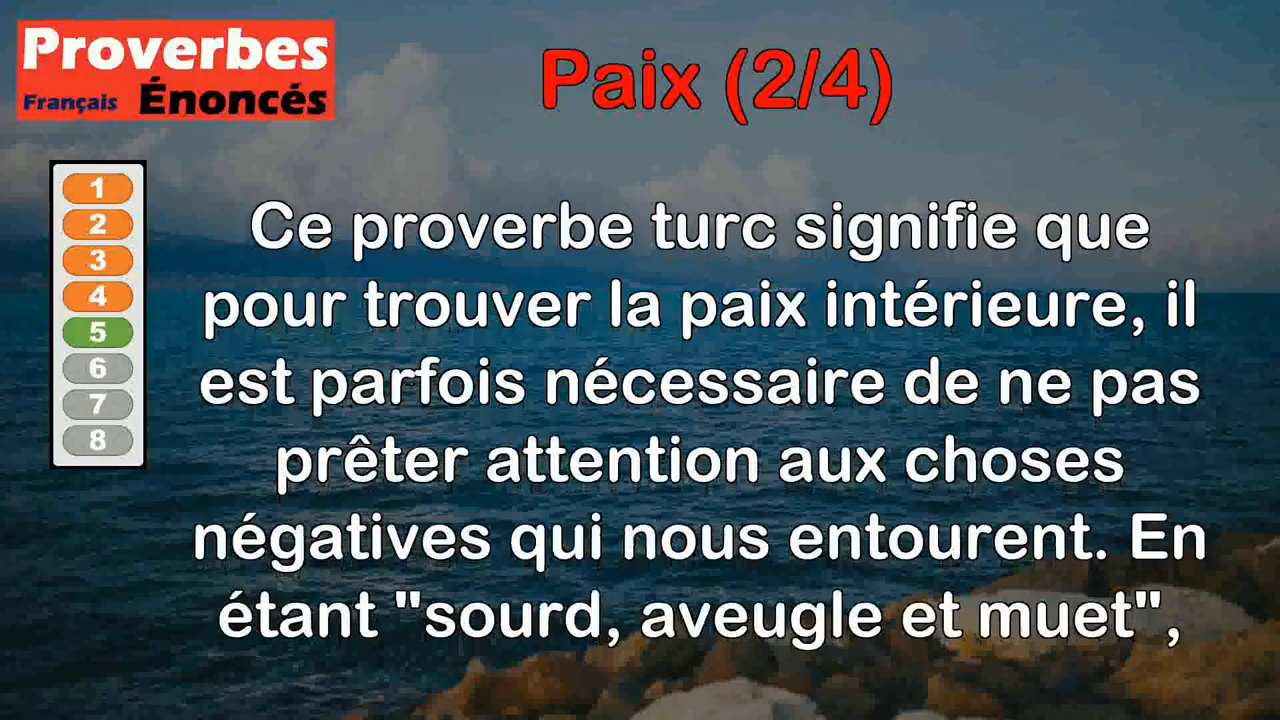 Proverbes
Français Énoncés
Paix (2/4)
1
2
3
4
5
6
7
8
Ce proverbe turc signifie que
pour trouver la paix intérieure, il
est parfois nécessaire de ne pas
prêter attention aux choses
négatives qui nous entourent. En
étant "sourd, aveugle et muet",